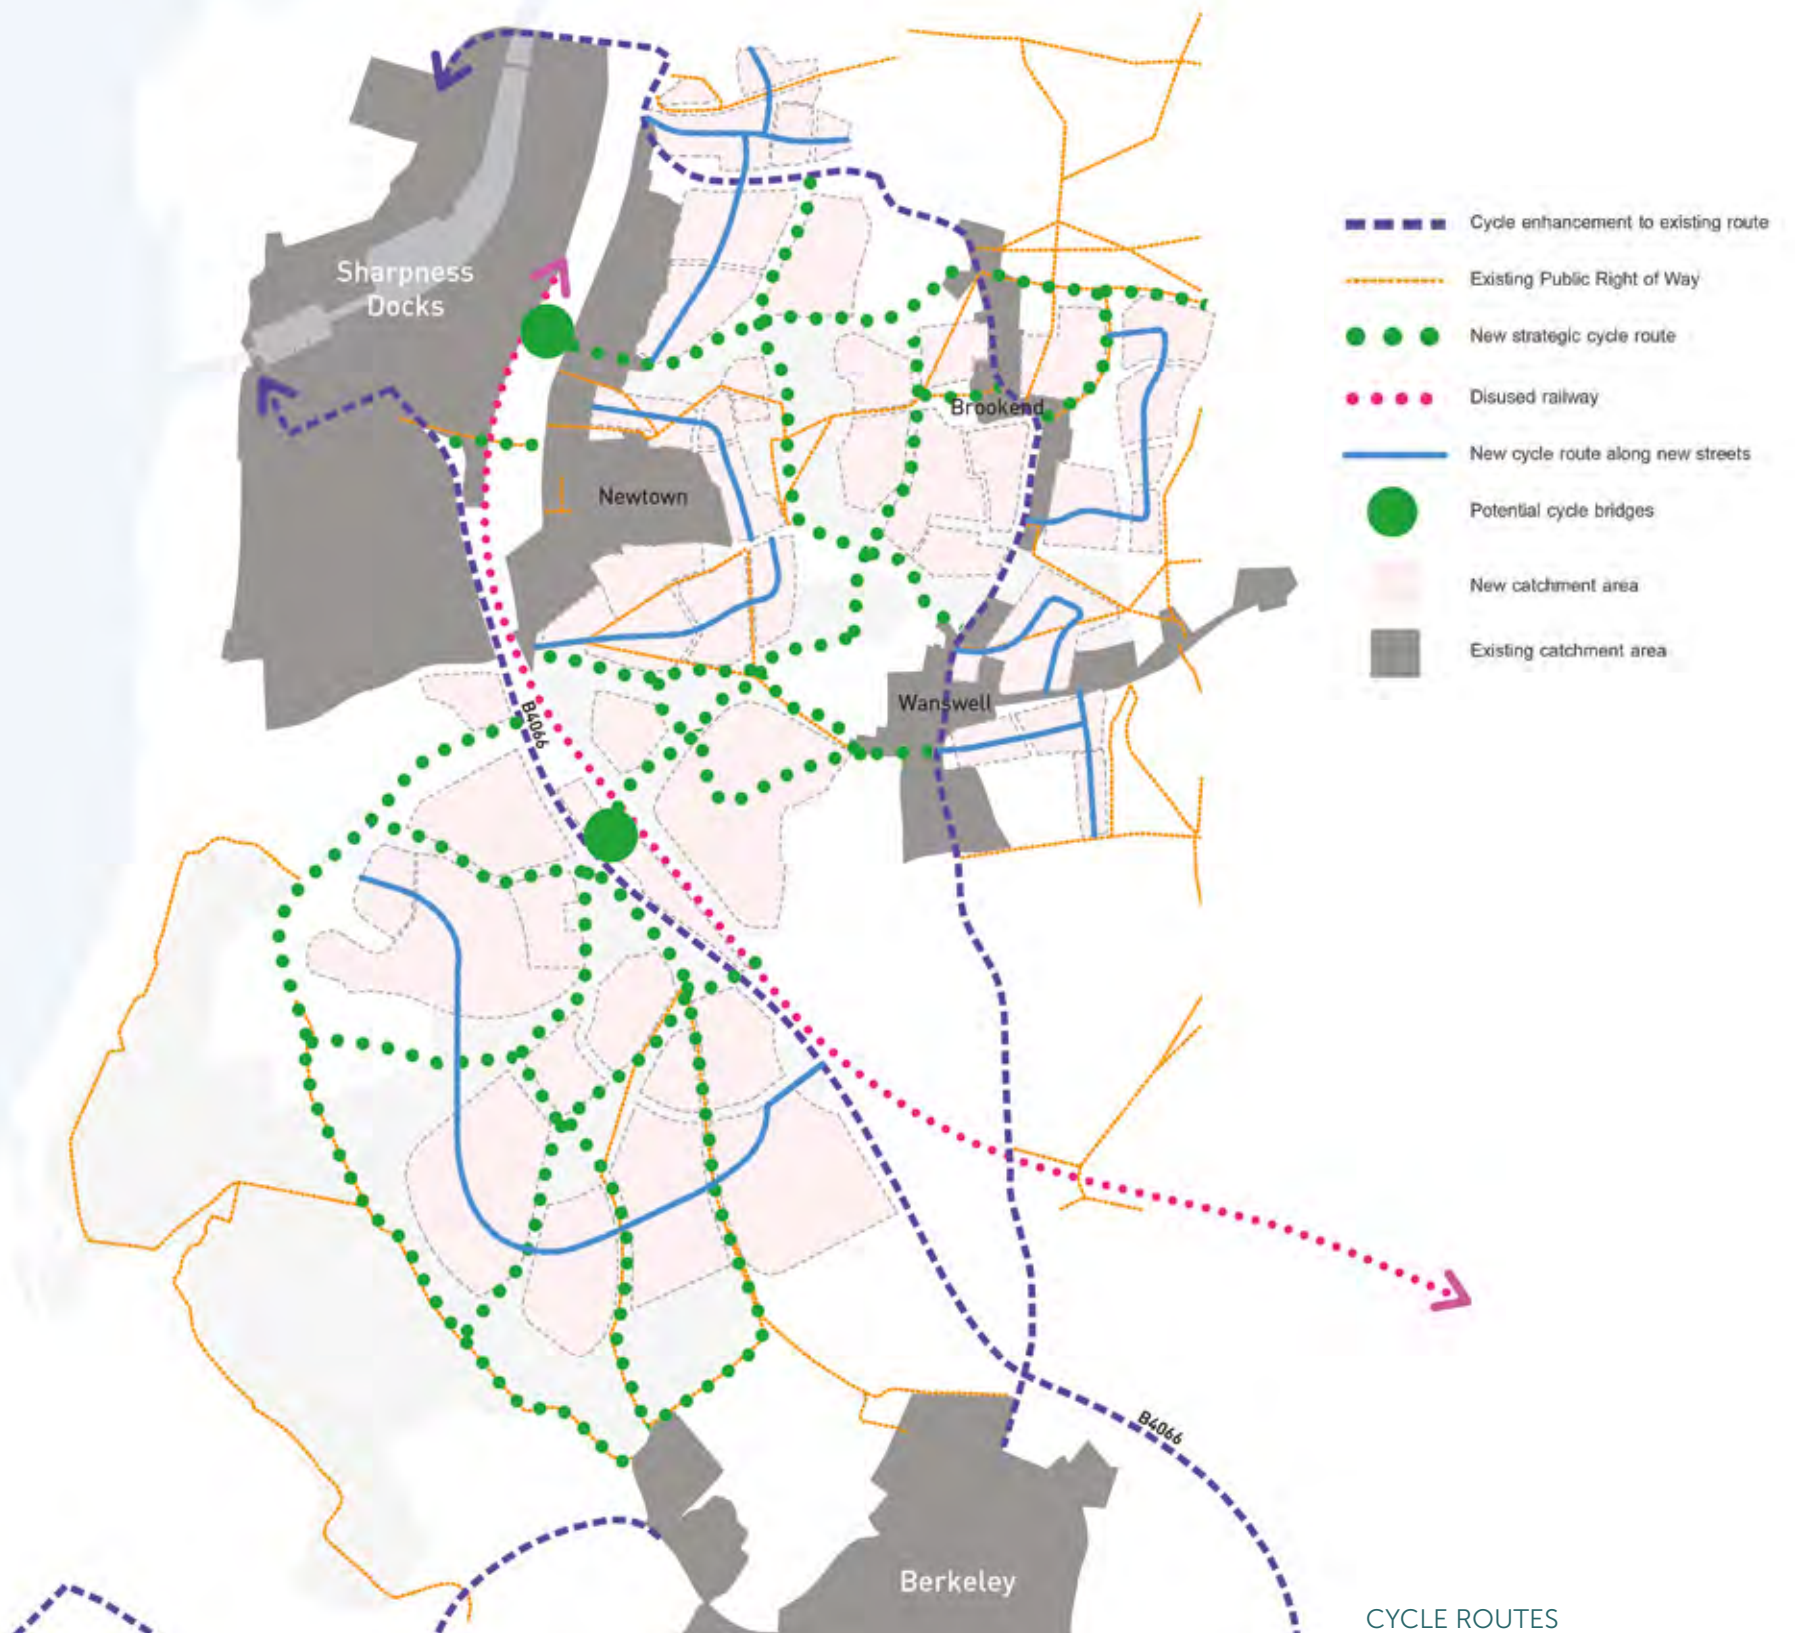 Sharpness
Docks
Newtown
Brookend
Wanswell
B4066
B4066
Berkeley
Cycle enhancement to existing route
Existing Public Right of Way
New strategic cycle route
Disused railway
New cycle route along new streets
Potential cycle bridges
New catchment area
Existing catchment area
CYCLE ROUTES